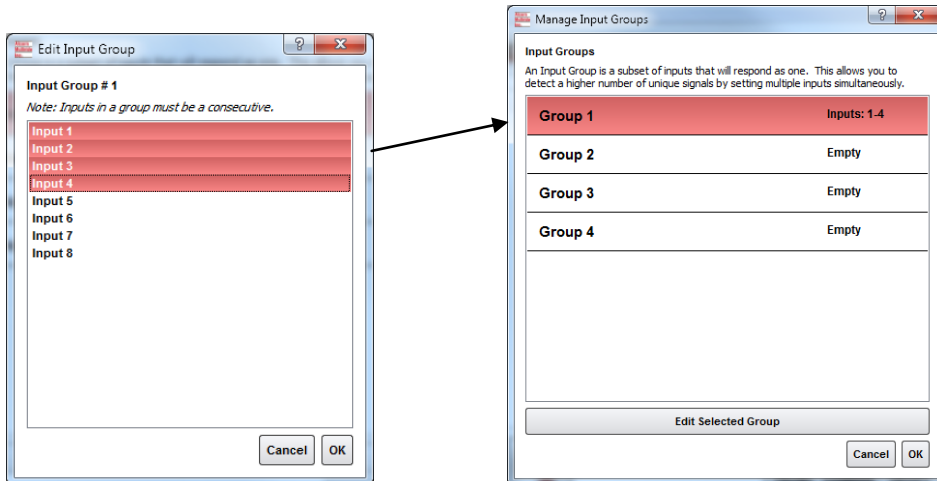 Edit Input Group
Input Group # 1
Note: Inputs in a group must be a consecutive.
Input 1
Input 2
Input 3
Input 4
Input 5
Input 6
Input 7
Input 8
Cancel
OK
Manage Input Groups
Input Groups
An Input Group is a subset of inputs that will respond as one. This allows you to
detect a higher number of unique signals by setting multiple inputs simultaneously.
Group 1 Inputs: 1-4
Group 2 Empty
Group 3 Empty
Group 4 Empty
Edit Selected Group
Cancel
OK